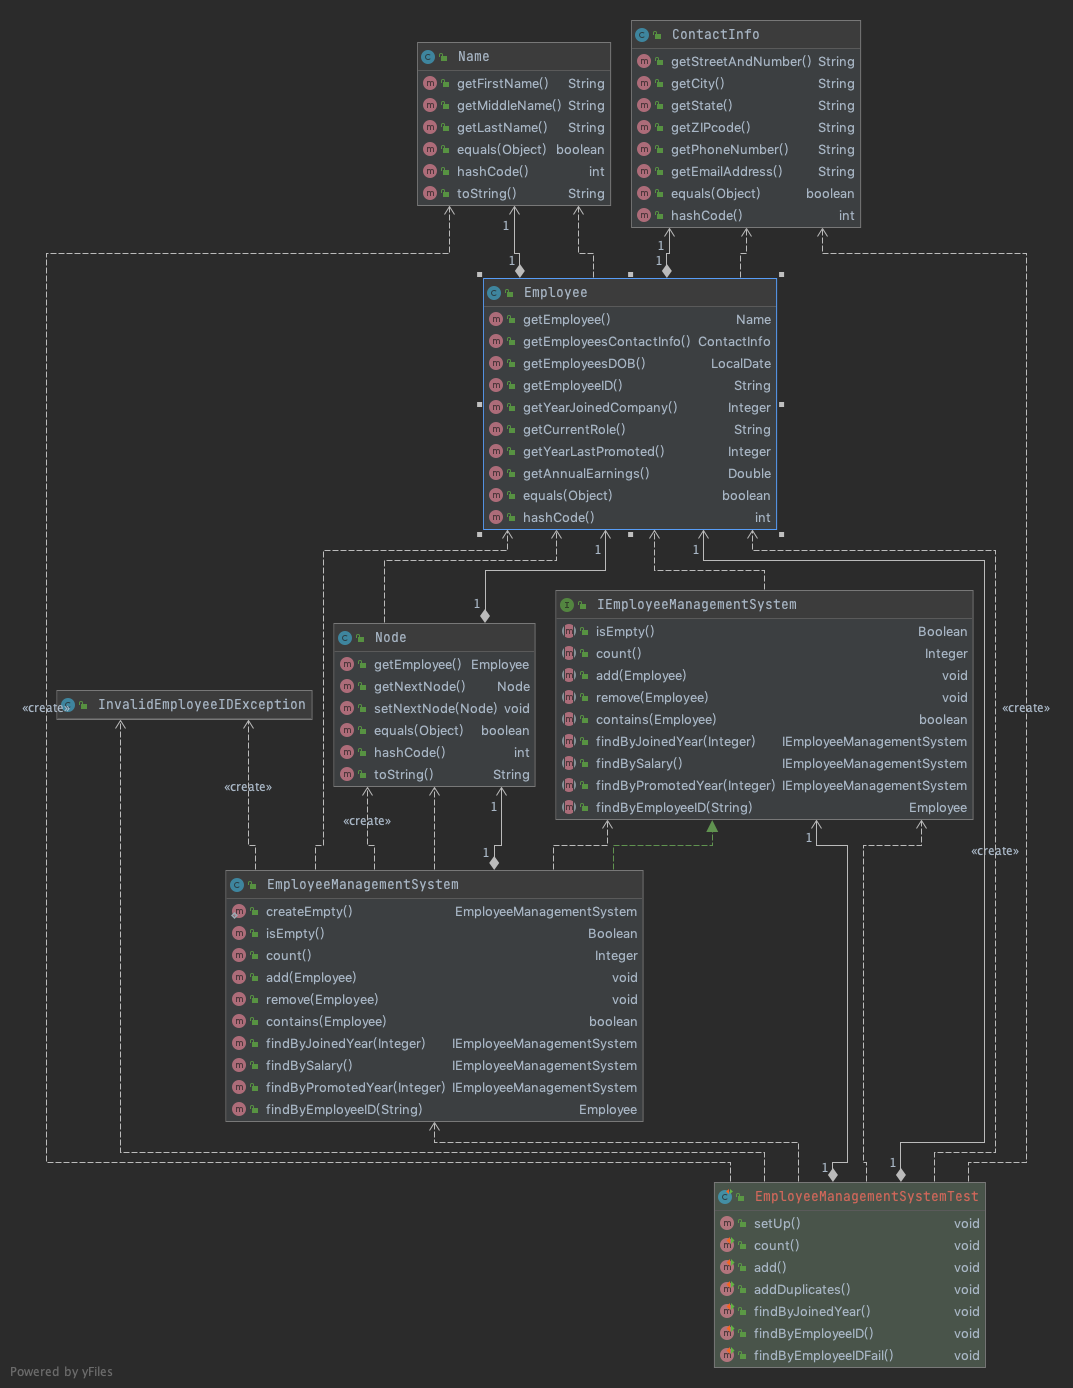 Name
getFirstName() String
getMiddleName() String
getLastName() String
equals(Object) boolean
hashCode() int
toString() String
ContactInfo
getStreetAndNumber() String
getCity() String
getState() String
getZIPcode() String
getPhoneNumber() String
getEmailAddress() String
equals(Object) boolean
hashCode() int
1
1
1
1
Employee
getEmployee() Name
getEmployeesContactInfo() ContactInfo
getEmployeesDOB() LocalDate
getEmployeeID() String
getYearJoinedCompany() Integer
getCurrentRole() String
getYearLastPromoted() Integer
getAnnualEarnings() Double
equals(Object) boolean
hashCode() int
1
1
1
Node
getEmployee() Employee
getNextNode() Node
setNextNode(Node) void
equals(Object) boolean
hashCode() int
toString() String
IEmployeeManagementSystem
isEmpty() Boolean
count() Integer
add(Employee) void
remove(Employee) void
contains(Employee) boolean
findByJoinedYear(Integer) IEmployeeManagementSystem
findBySalary() IEmployeeManagementSystem
findByPromotedYear(Integer) IEmployeeManagementSystem
findByEmployeeID(String) Employee
«create»
InvalidEmployeeIDException
«create»
«create»
«create»
1
1
1
«create»
EmployeeManagementSystem
createEmpty() EmployeeManagementSystem
isEmpty() Boolean
count() Integer
add(Employee) void
remove(Employee) void
contains(Employee) boolean
findByJoinedYear(Integer) IEmployeeManagementSystem
findBySalary() IEmployeeManagementSystem
findByPromotedYear(Integer) IEmployeeManagementSystem
findByEmployeeID(String) Employee
1
1
EmployeeManagementSystemTest
setUp() void
count() void
add() void
addDuplicates() void
findByJoinedYear() void
findByEmployeeID() void
findByEmployeeIDFail() void
Powered by yFiles